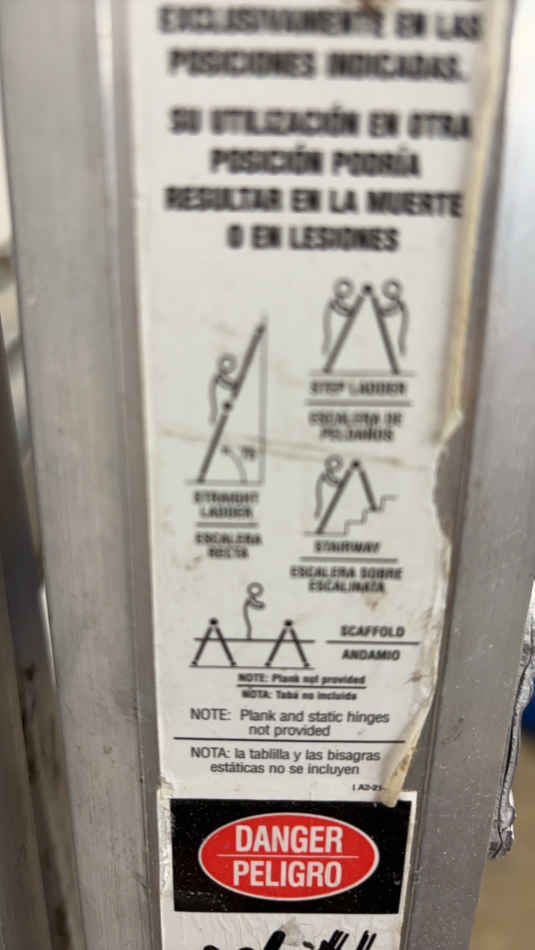 EXCLUSIVAMENTE EN LAS
POSICIONES INDICADAS.
SU UTILIZACIÓN EN OTRA
POSICIÓN PODRÍA
RESULTAR EN LA MUERTE
O EN LESIONES
STEP LADDER
ESCALERA DE
PELDAÑOS
STRAIGHT
LADDER
ESCALERA
RECTA
STAIRWAY
ESCALERA SOBRE
ESCALINATA
SCAFFOLD
ANDAMIO
NOTE: Plank not provided
NOTA: Taba no incluida
NOTE: Plank and static hinges
not provided
NOTA: la tablilla y las bisagras
estáticas no se incluyen
DANGER
PELIGRO